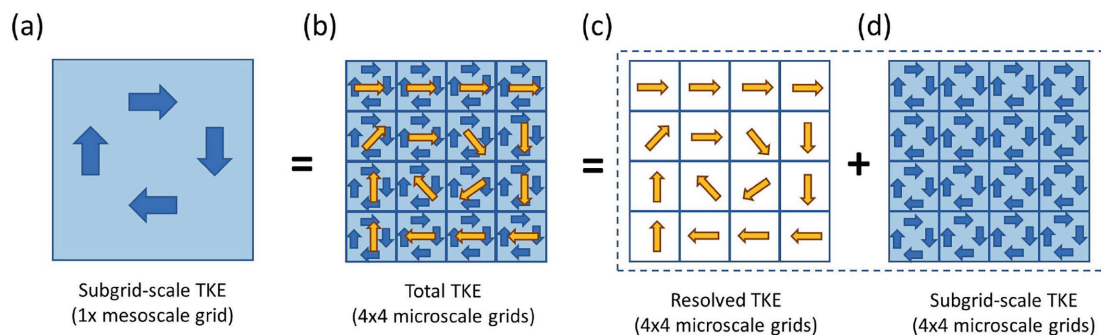 (a)
(b)
(c)
(d)
=
=
+
Subgrid-scale TKE
(1x mesoscale grid)
Total TKE
(4x4 microscale grids)
Resolved TKE
(4x4 microscale grids)
Subgrid-scale TKE
(4x4 microscale grids)